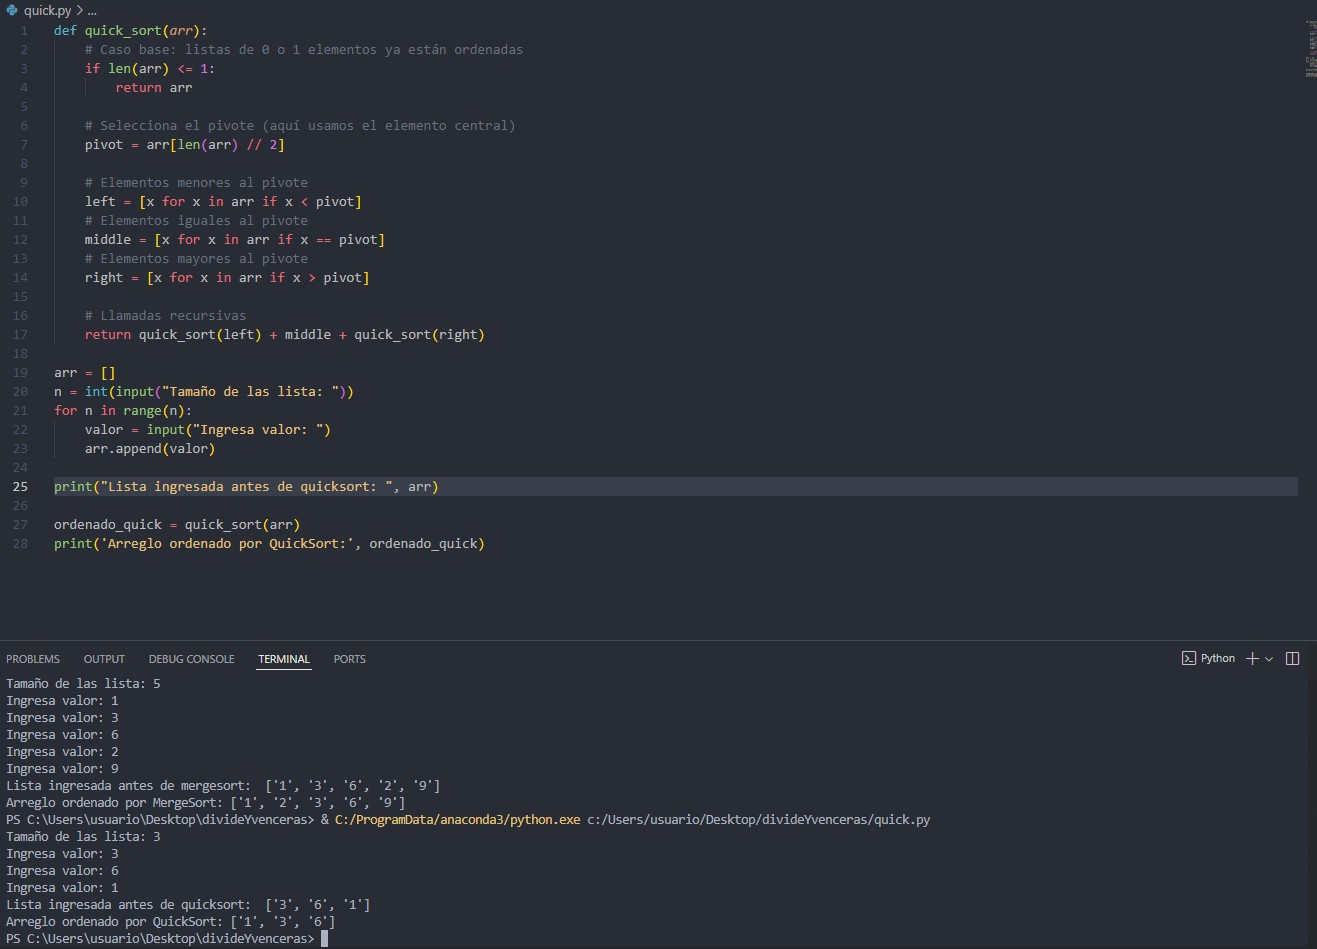 quick.py > ...
1 def quick_sort(arr):
2     # Caso base: listas de 0 o 1 elementos ya están ordenadas
3     if len(arr) <= 1:
4         return arr
5
6     # Selecciona el pivote (aquí usamos el elemento central)
7     pivot = arr[len(arr) // 2]
8
9     # Elementos menores al pivote
10     left = [x for x in arr if x < pivot]
11     # Elementos iguales al pivote
12     middle = [x for x in arr if x == pivot]
13     # Elementos mayores al pivote
14     right = [x for x in arr if x > pivot]
15
16     # Llamadas recursivas
17     return quick_sort(left) + middle + quick_sort(right)
18
19 arr = []
20 n = int(input("Tamaño de las lista: "))
21 for n in range(n):
22     valor = input("Ingresa valor: ")
23     arr.append(valor)
24
25 print("Lista ingresada antes de quicksort: ", arr)
26
27 ordenado_quick = quick_sort(arr)
28 print('Arreglo ordenado por QuickSort:', ordenado_quick)
PROBLEMS OUTPUT DEBUG CONSOLE TERMINAL PORTS Python
Tamaño de las lista: 5
Ingresa valor: 1
Ingresa valor: 3
Ingresa valor: 6
Ingresa valor: 2
Ingresa valor: 9
Lista ingresada antes de mergesort:  ['1', '3', '6', '2', '9']
Arreglo ordenado por MergeSort: ['1', '2', '3', '6', '9']
PS C:\Users\usuario\Desktop\divideYvenceras> & C:/ProgramData/anaconda3/python.exe c:/Users/usuario/Desktop/divideYvenceras/quick.py
Tamaño de las lista: 3
Ingresa valor: 3
Ingresa valor: 6
Ingresa valor: 1
Lista ingresada antes de quicksort:  ['3', '6', '1']
Arreglo ordenado por QuickSort: ['1', '3', '6']
PS C:\Users\usuario\Desktop\divideYvenceras>